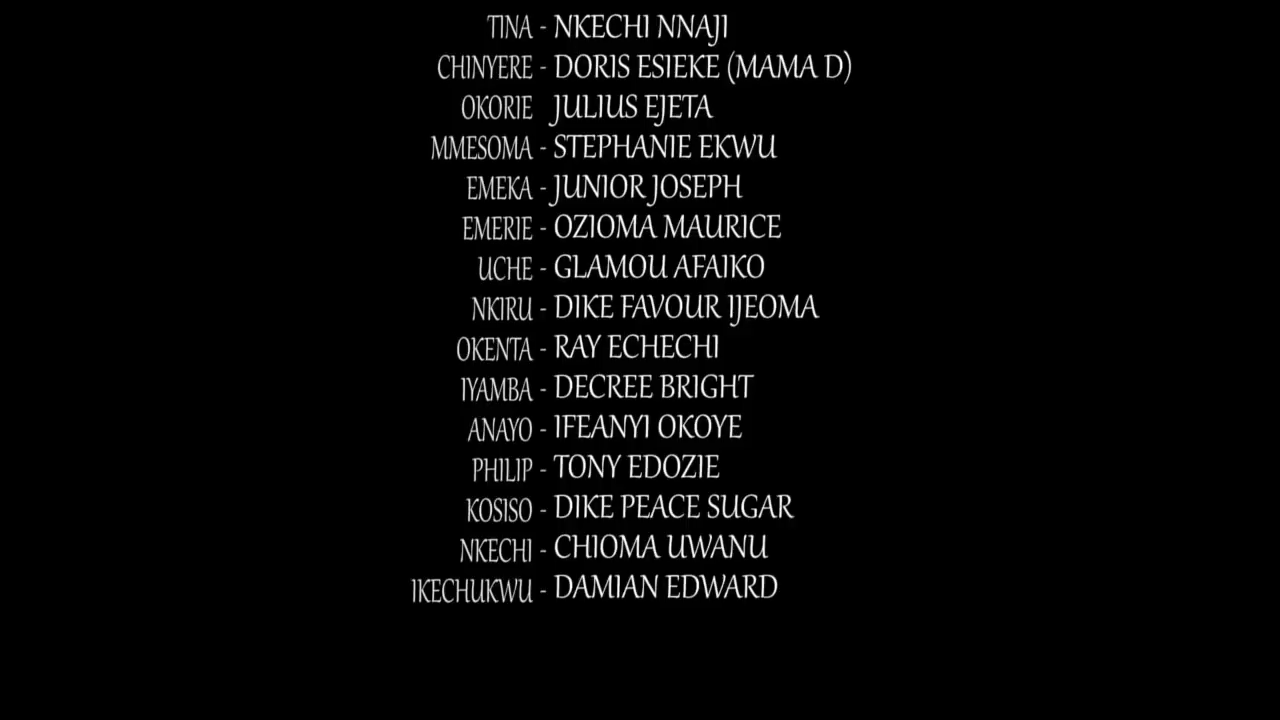 TINA - NKECHI NNAJI
CHINYERE - DORIS ESIEKE (MAMA D)
OKORIE JULIUS EJETA
MMESOMA - STEPHANIE EKWU
EMEKA - JUNIOR JOSEPH
EMERIE - OZIOMA MAURICE
UCHE - GLAMOU AFAIKO
NKIRU - DIKE FAVOUR IJEOMA
OKENTA - RAY ECHECHI
IYAMBA - DECREE BRIGHT
ANAYO - IFEANYI OKOYE
PHILIP - TONY EDOZIE
KOSISO - DIKE PEACE SUGAR
NKECHI - CHIOMA UWANU
IKECHUKWU - DAMIAN EDWARD